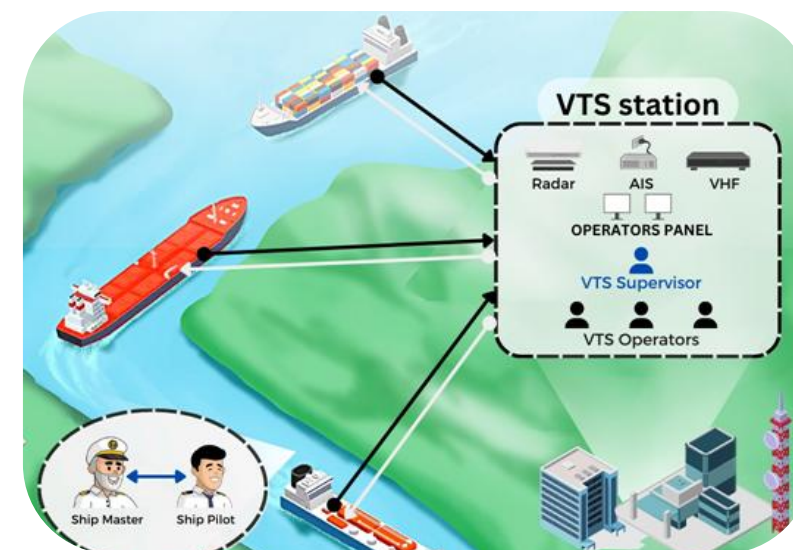 VTS station
Radar AIS VHF
OPERATORS PANEL
VTS Supervisor
VTS Operators
Ship Master Ship Pilot